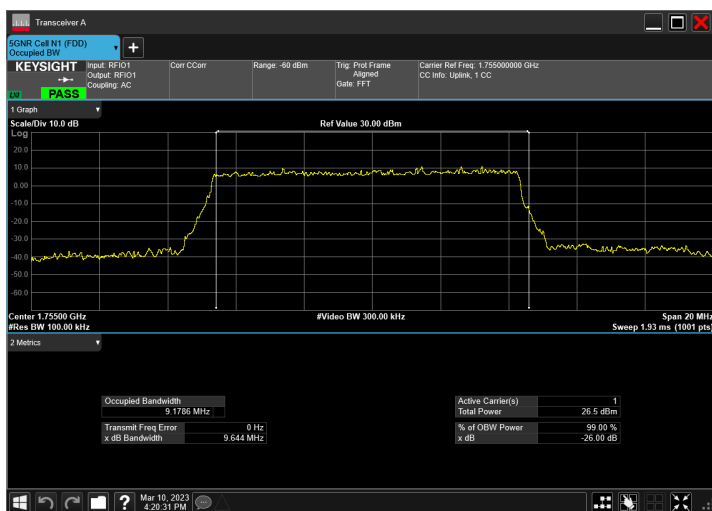 Transceiver A
5GNR Cell N1 (FDD)
Occupied BW
KEYSIGHT
Input: RFIO1
Output: RFIO1
Coupling: AC
Corr CCorr
Range: -60 dBm
Trig: Prot Frame
Aligned
Gate: FFT
Carrier Ref Freq: 1.755000000 GHz
CC Info: Uplink, 1 CC
PASS
1 Graph
Scale/Div 10.0 dB
Ref Value 30.00 dBm
Log
20.0
10.0
0.00
-10.0
-20.0
-30.0
-40.0
-50.0
-60.0
Center 1.75500 GHz
#Video BW 300.00 kHz
Span 20 MHz
#Res BW 100.00 kHz
Sweep 1.93 ms (1001 pts)
2 Metrics
Occupied Bandwidth
9.1786 MHz
Transmit Freq Error 0 Hz
x dB Bandwidth 9.644 MHz
Active Carrier(s) 1
Total Power 26.5 dBm
% of OBW Power 99.00 %
x dB -26.00 dB
Mar 10, 2023
4:20:31 PM